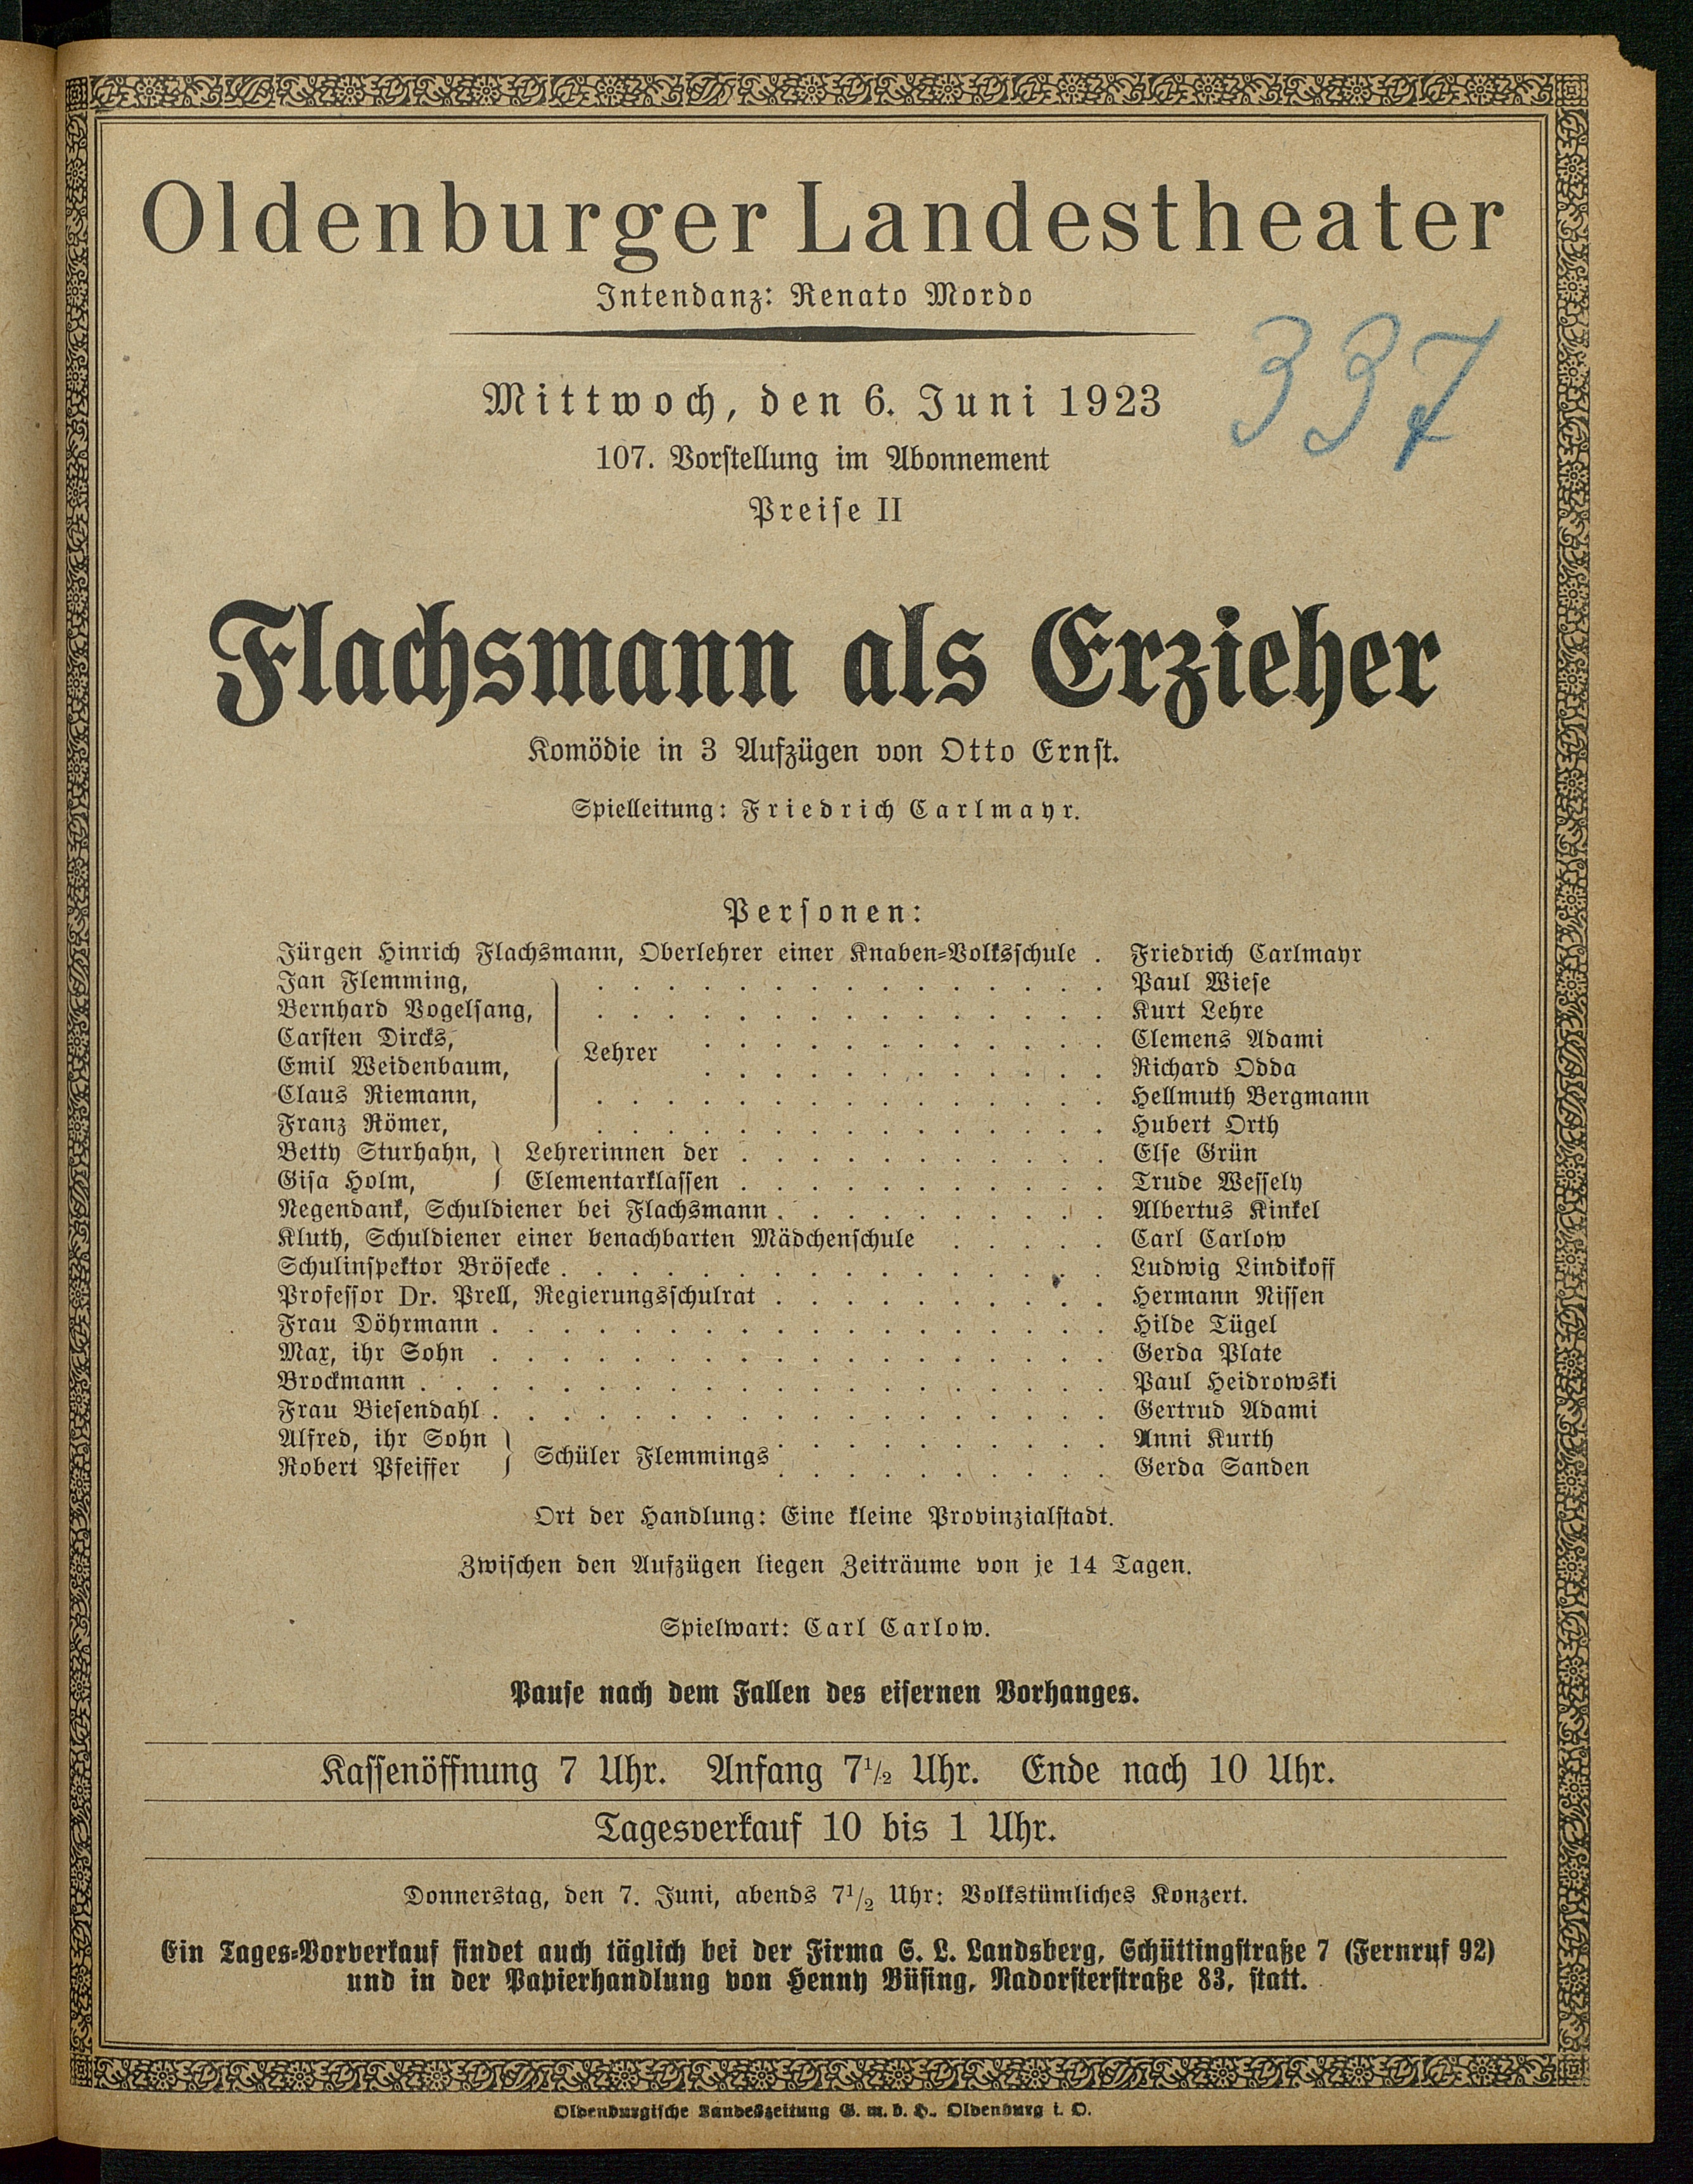 Oldenburger Landestheater
Intendanz: Renato Mordo
337
Mittwoch, den 6. Juni 1923
107. Vorstellung im Abonnement
Preise II
Flachsmann als Erzieher
Komödie in 3 Aufzügen von Otto Ernst.
Spielleitung: Friedrich Carlmayr.
Personen:
Jürgen Hinrich Flachsmann, Oberlehrer einer Knaben-Volksschule . Friedrich Carlmayr
Jan Flemming, . . . . . . . . . . . . . . . Paul Wiese
Bernhard Vogelsang, . . . . . . . . . . . . . . . Kurt Lehre
Carsten Dircks, . . . . . . . . . . . . Clemens Adami
Lehrer
Emil Weidenbaum, . . . . . . . . . . . . Richard Odda
Claus Riemann, . . . . . . . . . . . . . . . Hellmuth Bergmann
Franz Römer, . . . . . . . . . . . . . . . Hubert Orth
Betty Sturhahn, } Lehrerinnen der . . . . . . . . . . . Else Grün
Gisa Holm, } Elementarklassen . . . . . . . . . . . Trude Wessely
Negendank, Schuldiener bei Flachsmann . . . . . . . . . . Albertus Kinkel
Kluth, Schuldiener einer benachbarten Mädchenschule . . . . . Carl Carlow
Schulinspektor Brösecke . . . . . . . . . . . . . . . . Ludwig Lindikoff
Professor Dr. Prell, Regierungsschulrat . . . . . . . . . . Hermann Nissen
Frau Döhrmann . . . . . . . . . . . . . . . . . . Hilde Tügel
Max, ihr Sohn . . . . . . . . . . . . . . . . . . Gerda Plate
Brockmann . . . . . . . . . . . . . . . . . . . . Paul Heidrowski
Frau Biesendahl . . . . . . . . . . . . . . . . . . Gertrud Adami
Alfred, ihr Sohn . . . . . . . . . . Anni Kurth
} Schüler Flemmings
Robert Pfeiffer . . . . . . . . . . Gerda Sanden
Ort der Handlung: Eine kleine Provinzialstadt.
Zwischen den Aufzügen liegen Zeiträume von je 14 Tagen.
Spielwart: Carl Carlow.
Pause nach dem Fallen des eisernen Vorhanges.
Kassenöffnung 7 Uhr. Anfang 7½ Uhr. Ende nach 10 Uhr.
Tagesverkauf 10 bis 1 Uhr.
Donnerstag, den 7. Juni, abends 7½ Uhr: Volkstümliches Konzert.
Ein Tages-Vorverkauf findet auch täglich bei der Firma S. L. Landsberg, Schüttingstraße 7 (Fernruf 92)
und in der Papierhandlung von Henny Büsing, Nadorsterstraße 83, statt.
Oldenburgische Landeszeitung G. m. b. H., Oldenburg i. O.